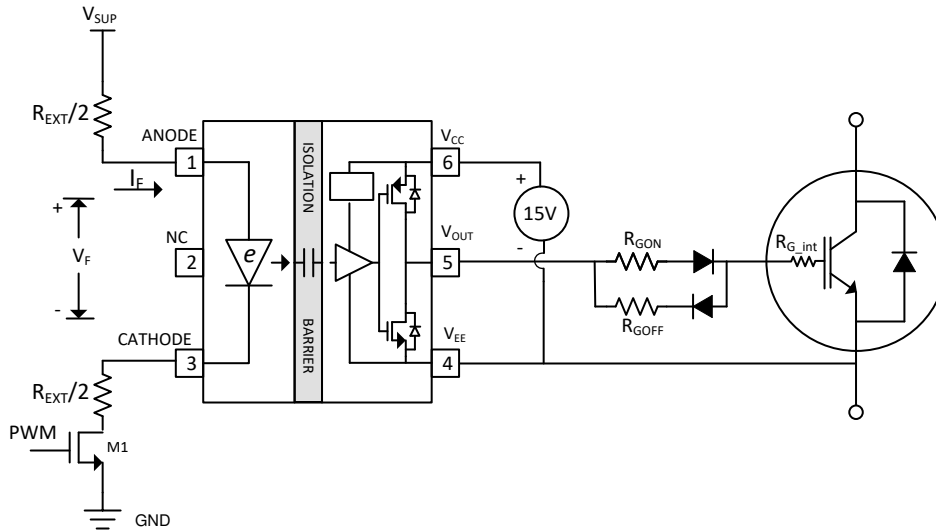 VSUP
REXT/2
ANODE
1
IF
+
VF
-
NC
2
CATHODE
3
REXT/2
PWM
M1
GND
e
ISOLATION
BARRIER
VCC
6
VOUT
5
VEE
4
+
15V
-
RGON
RGOFF
RG_int